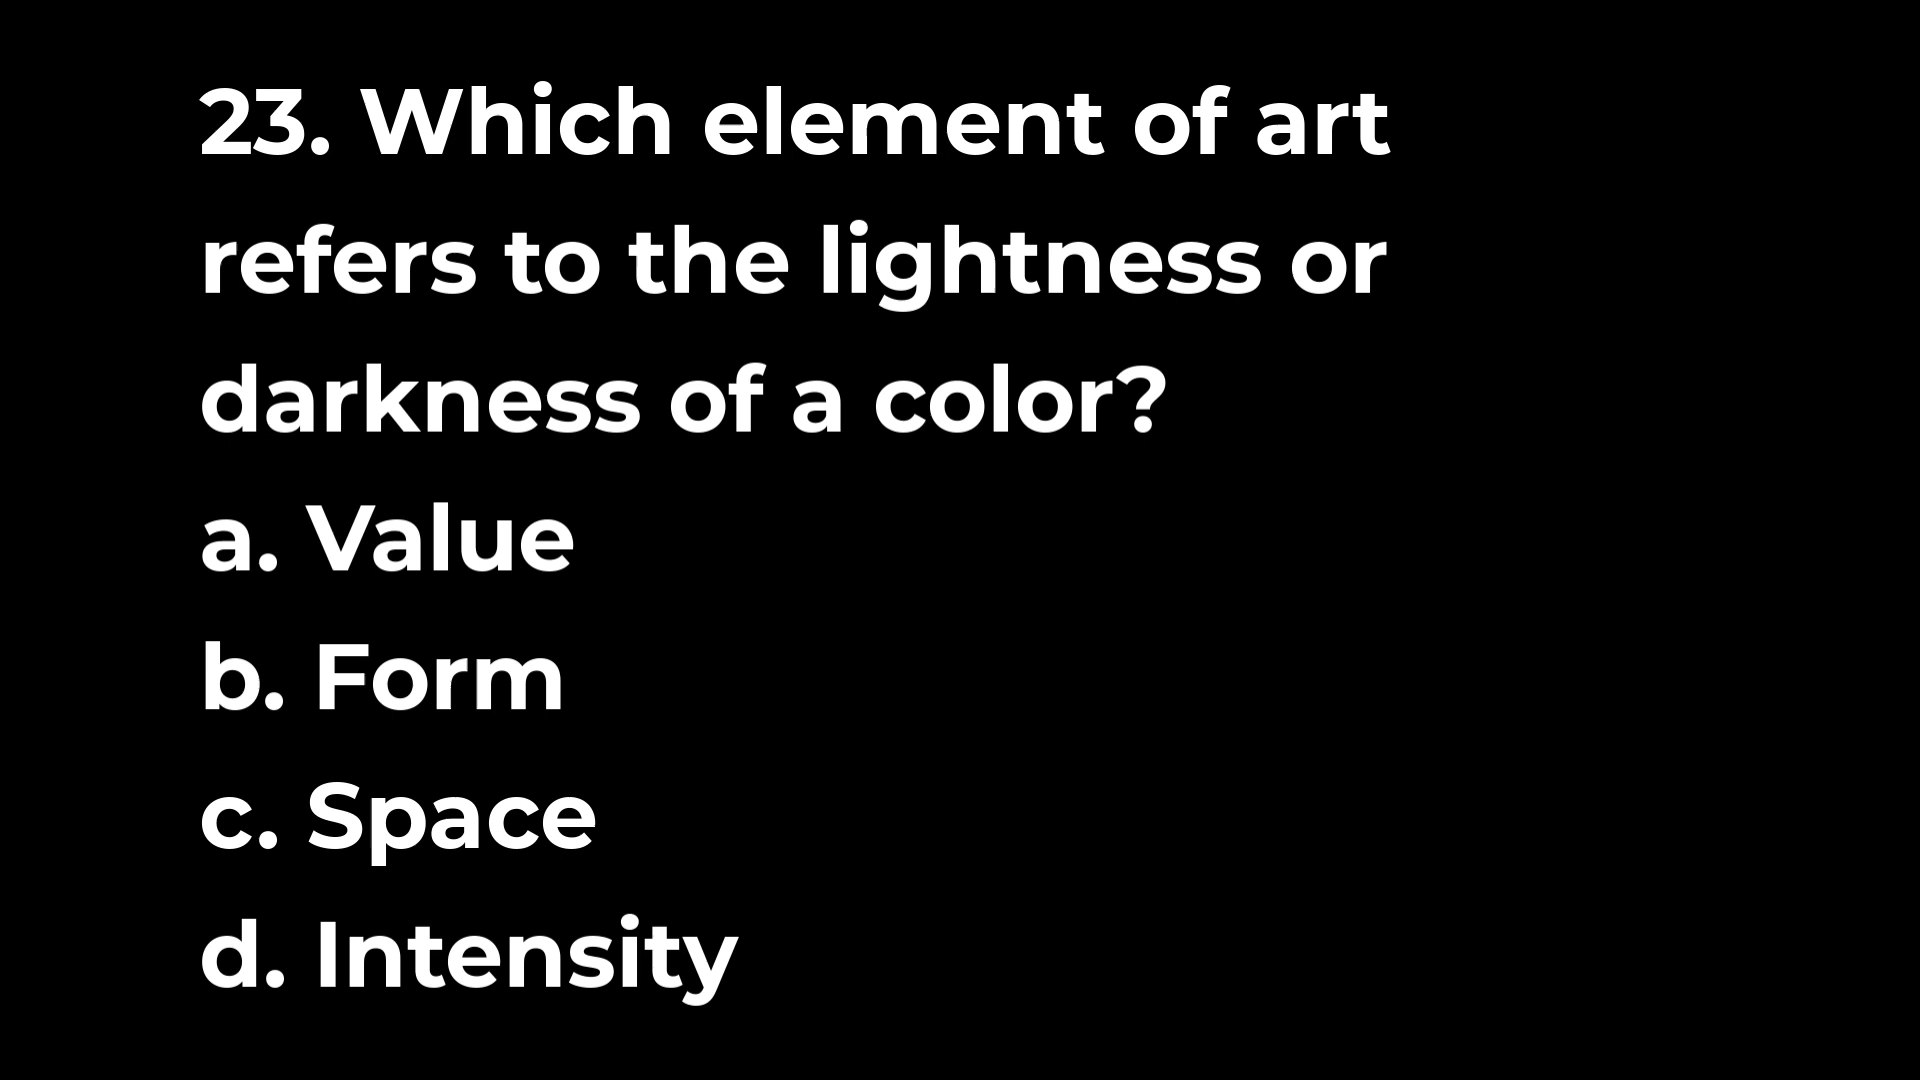 23. Which element of art
refers to the lightness or
darkness of a color?
a. Value
b. Form
c. Space
d. Intensity